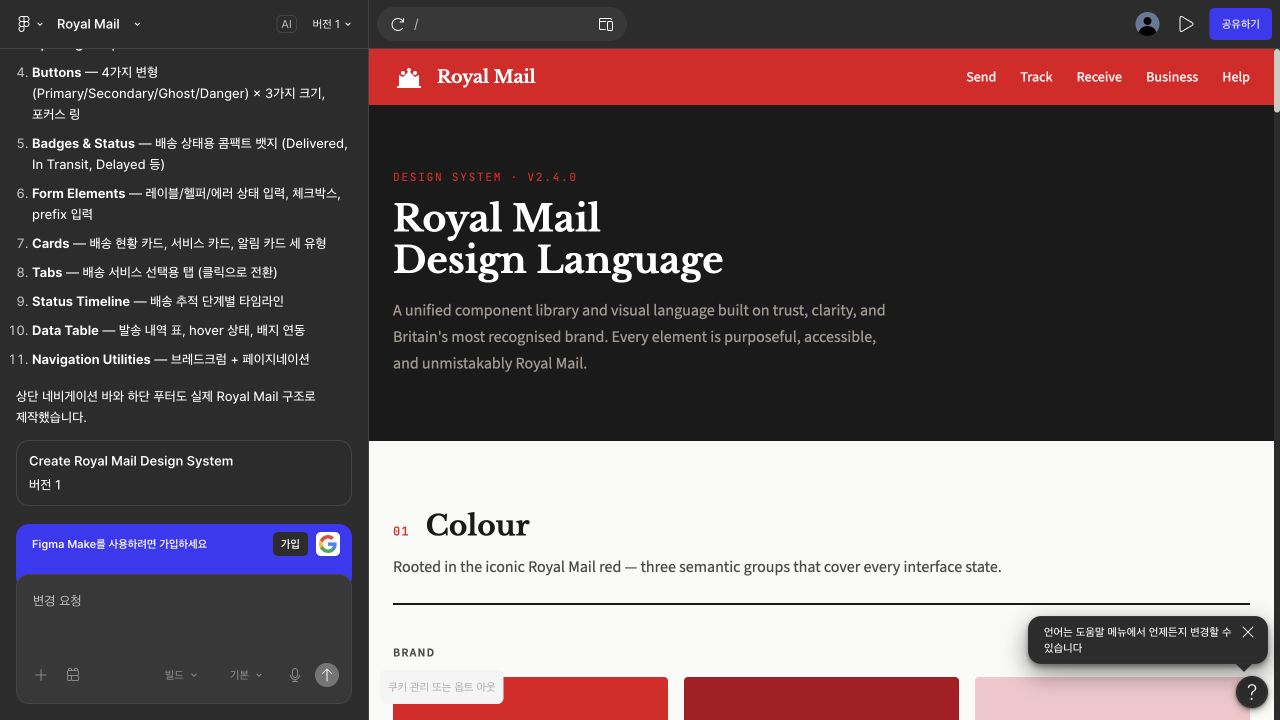 Royal Mail
AI
버전 1
4. Buttons — 4가지 변형
(Primary/Secondary/Ghost/Danger) × 3가지 크기,
포커스 링
5. Badges & Status — 배송 상태용 콤팩트 뱃지 (Delivered,
In Transit, Delayed 등)
6. Form Elements — 레이블/헬퍼/에러 상태 입력, 체크박스,
prefix 입력
7. Cards — 배송 현황 카드, 서비스 카드, 알림 카드 세 유형
8. Tabs — 배송 서비스 선택용 탭 (클릭으로 전환)
9. Status Timeline — 배송 추적 단계별 타임라인
10. Data Table — 발송 내역 표, hover 상태, 배지 연동
11. Navigation Utilities — 브레드크럼 + 페이지네이션
상단 네비게이션 바와 하단 푸터도 실제 Royal Mail 구조로
제작했습니다.
Create Royal Mail Design System
버전 1
Figma Make를 사용하려면 가입하세요
가입
변경 요청
빌드
기본
/
공유하기
Royal Mail
Send
Track
Receive
Business
Help
DESIGN SYSTEM · V2.4.0
Royal Mail
Design Language
A unified component library and visual language built on trust, clarity, and
Britain's most recognised brand. Every element is purposeful, accessible,
and unmistakably Royal Mail.
01 Colour
Rooted in the iconic Royal Mail red — three semantic groups that cover every interface state.
BRAND
쿠키 관리 또는 옵트 아웃
언어는 도움말 메뉴에서 언제든지 변경할 수
있습니다
?